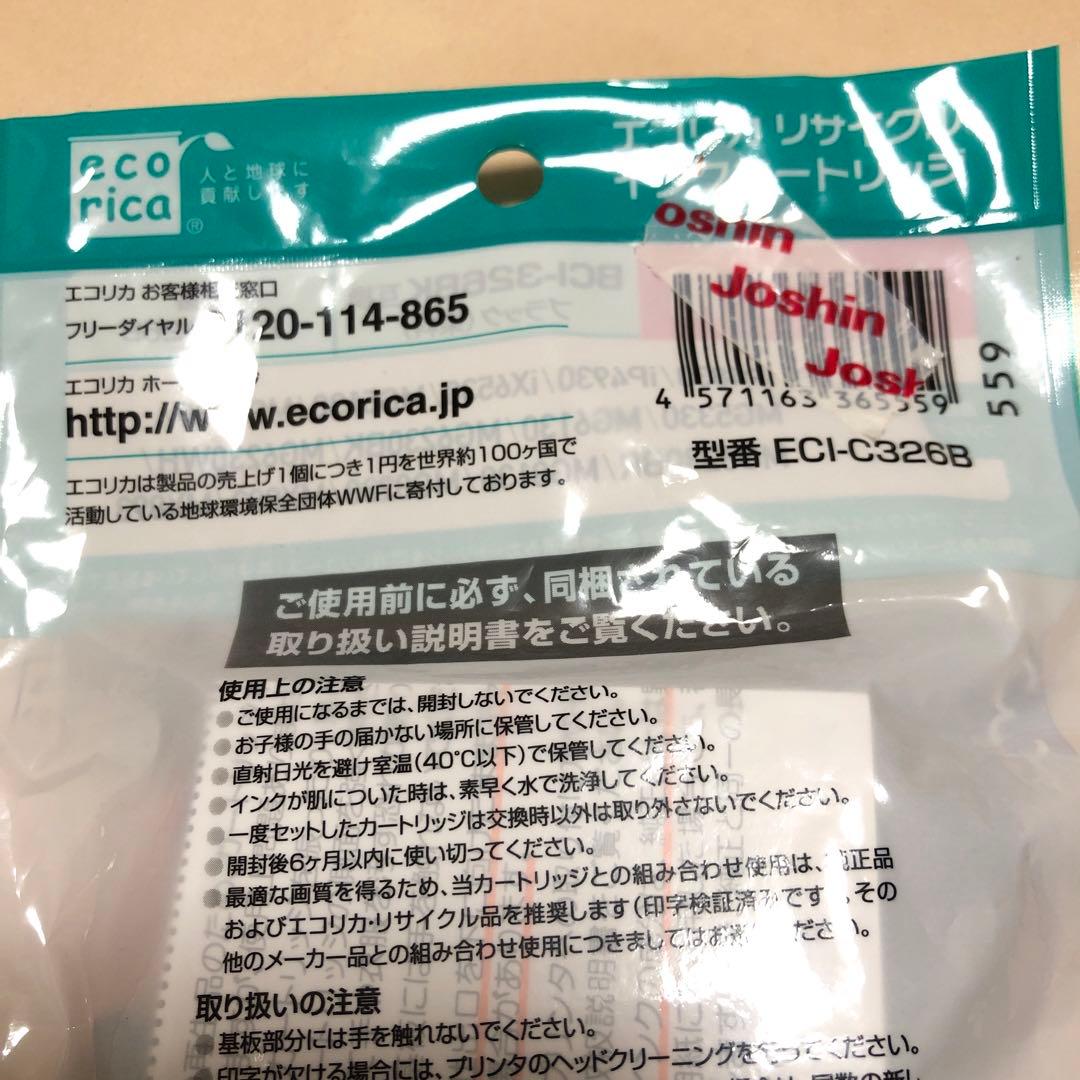 eco
rica
®
人と地球に
貢献します
エコリカ リサイクル
インクカートリッジ
oshin
Joshin
Josh
エコリカ お客様相 窓口
フリーダイヤル 120-114-865
エコリカ ホー
http://www.ecorica.jp
エコリカは製品の売上げ1個につき1円を世界約100ヶ国で
活動している地球環境保全団体WWFに寄付しております。
4 571163 365559
559
型番 ECI-C326B
BCI-326BK
ブラック
ご使用前に必ず、同梱されている
取り扱い説明書をご覧ください。
使用上の注意
●ご使用になるまでは、開封しないでください。
●お子様の手の届かない場所に保管してください。
●直射日光を避け室温(40℃以下)で保管してください。
●インクが肌についた時は、素早く水で洗浄してください。
●一度セットしたカートリッジは交換時以外は取り外さないでください。
●開封後6ヶ月以内に使い切ってください。
●最適な画質を得るため、当カートリッジとの組み合わせ使用は、純正品
およびエコリカ・リサイクル品を推奨します(印字検証済みです)。その
他のメーカー品との組み合わせ使用につきましてはお ください。
取り扱いの注意
●基板部分には手を触れないでください。
●印字が欠ける場合には、プリンタのヘッドクリーニングを行ってください。